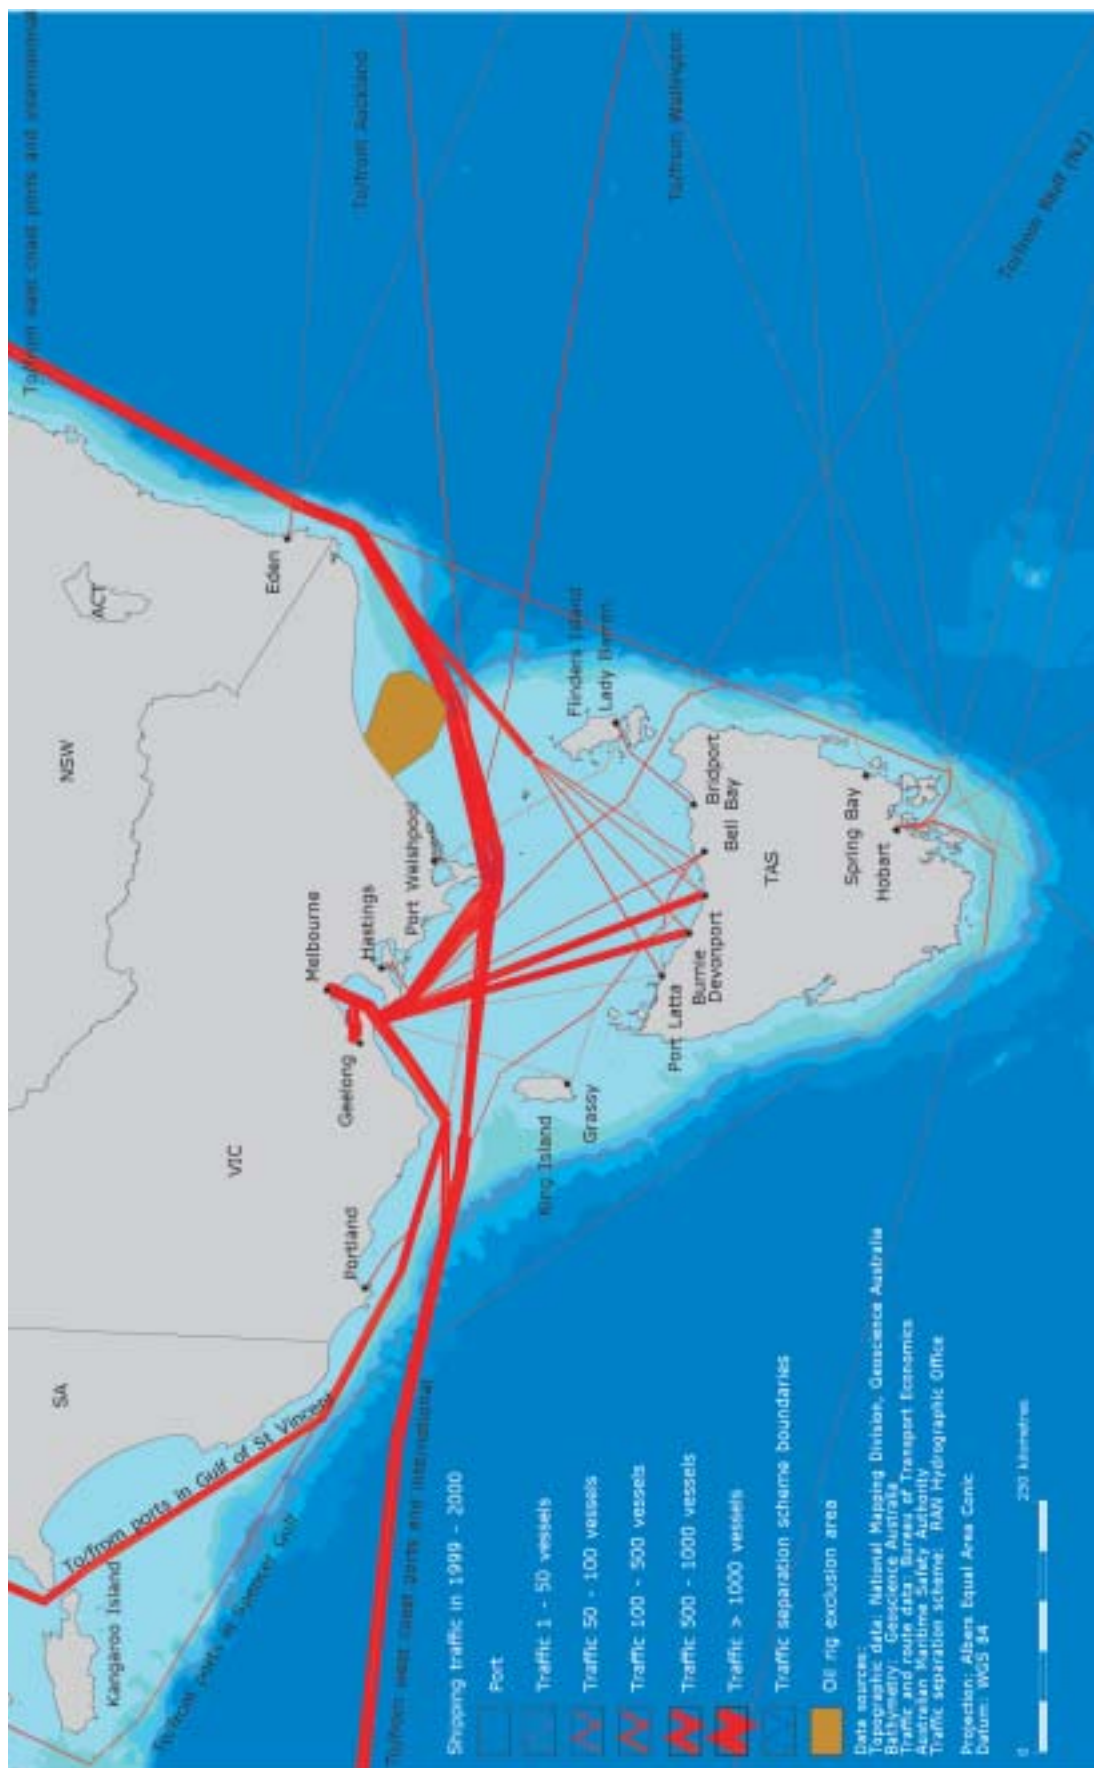 To/from east coast ports and international
To/from Auckland
To/from Wellington
To/from Bluff (NZ)
ACT
Eden
NSW
Flinders Island
Lady Barron
Melbourne
Hastings
Port Welshpool
Bridport
Bell Bay
TAS
Spring Bay
Hobart
Burnie
Devonport
Port Latta
Geelong
VIC
Grassy
King Island
Portland
SA
To/from ports in Gulf of St Vincent
Kangaroo Island
To/from ports in Spencer Gulf
To/from west coast ports and international
Shipping traffic in 1999 - 2000
Port
Traffic 1 - 50 vessels
Traffic 50 - 100 vessels
Traffic 100 - 500 vessels
Traffic 500 - 1000 vessels
Traffic > 1000 vessels
Traffic separation scheme boundaries
Oil rig exclusion area
Data sources:
Topographic data: National Mapping Division, Geoscience Australia
Bathymetry: Geoscience Australia
Traffic and route data: Bureau of Transport Economics
Australian Maritime Safety Authority
Traffic separation scheme: RAN Hydrographic Office
Projection: Albers Equal Area Conic
Datum: WGS 84
0 250 kilometres